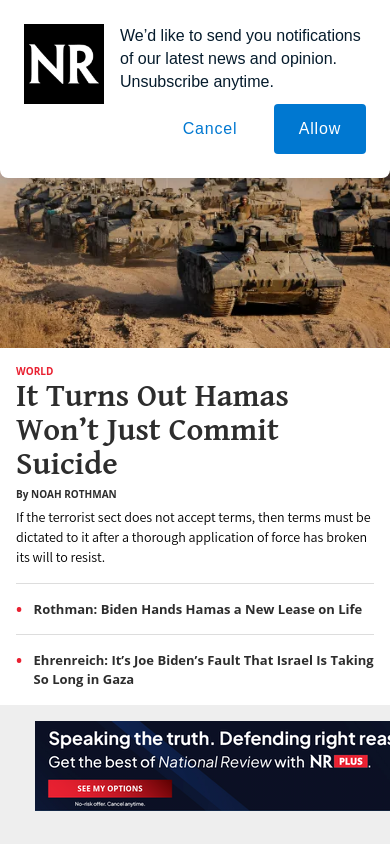 NR
We’d like to send you notifications
of our latest news and opinion.
Unsubscribe anytime.
Cancel
Allow
WORLD
It Turns Out Hamas
Won’t Just Commit
Suicide
By NOAH ROTHMAN
If the terrorist sect does not accept terms, then terms must be
dictated to it after a thorough application of force has broken
its will to resist.
• Rothman: Biden Hands Hamas a New Lease on Life
• Ehrenreich: It’s Joe Biden’s Fault That Israel Is Taking
So Long in Gaza
Speaking the truth. Defending right reas
Get the best of National Review with NR PLUS.
SEE MY OPTIONS
No-risk offer. Cancel anytime.